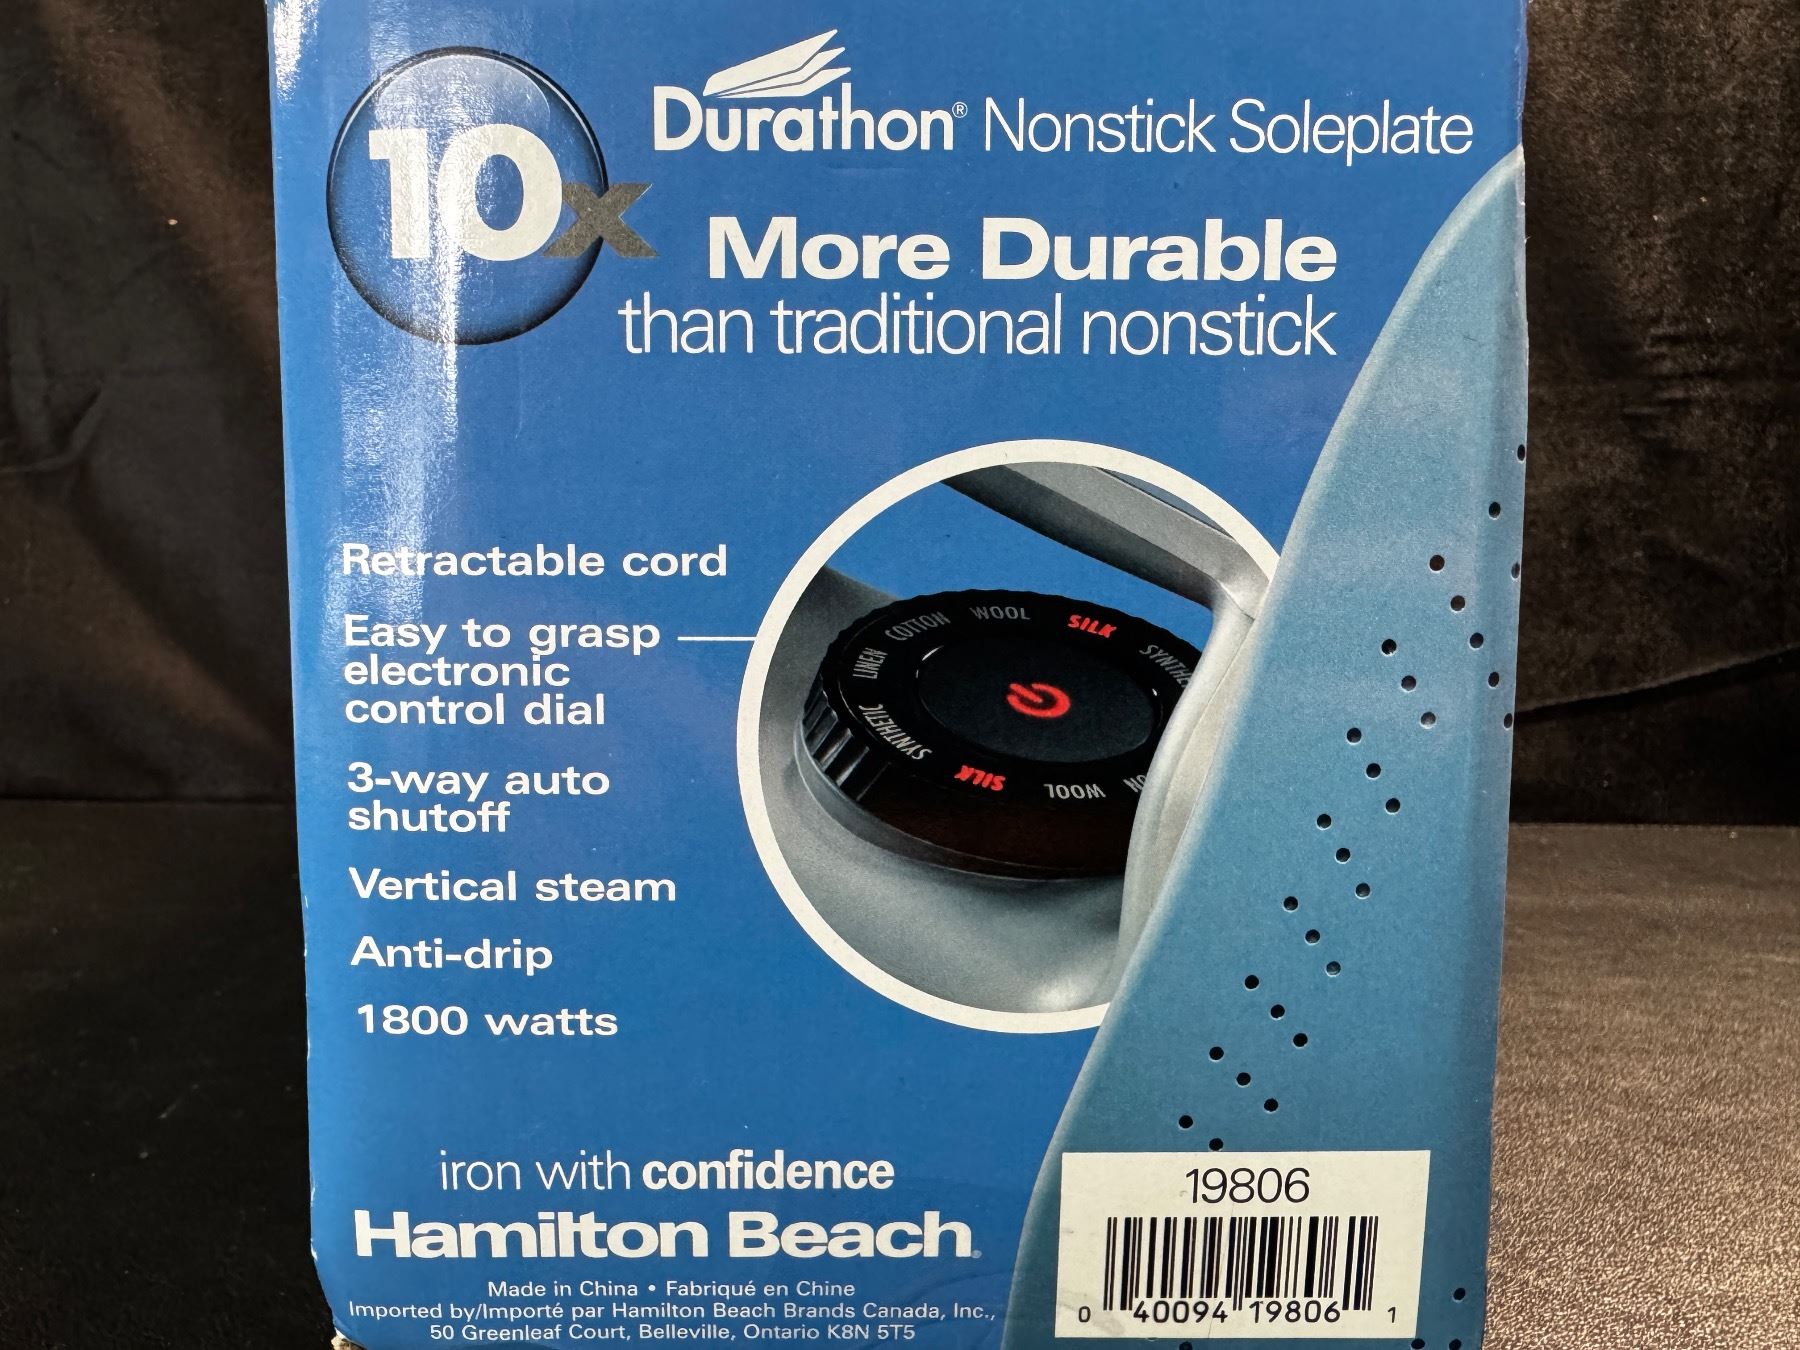 10x
Durathon® Nonstick Soleplate
More Durable
than traditional nonstick
Retractable cord
Easy to grasp
electronic
control dial
3-way auto
shutoff
Vertical steam
Anti-drip
1800 watts
LINEN COTTON WOOL SILK
SYNTHETIC SILK WOOL
iron with confidence
Hamilton Beach®
Made in China • Fabriqué en Chine
Imported by/Importé par Hamilton Beach Brands Canada, Inc.,
50 Greenleaf Court, Belleville, Ontario K8N 5T5
19806
0 40094 19806 1